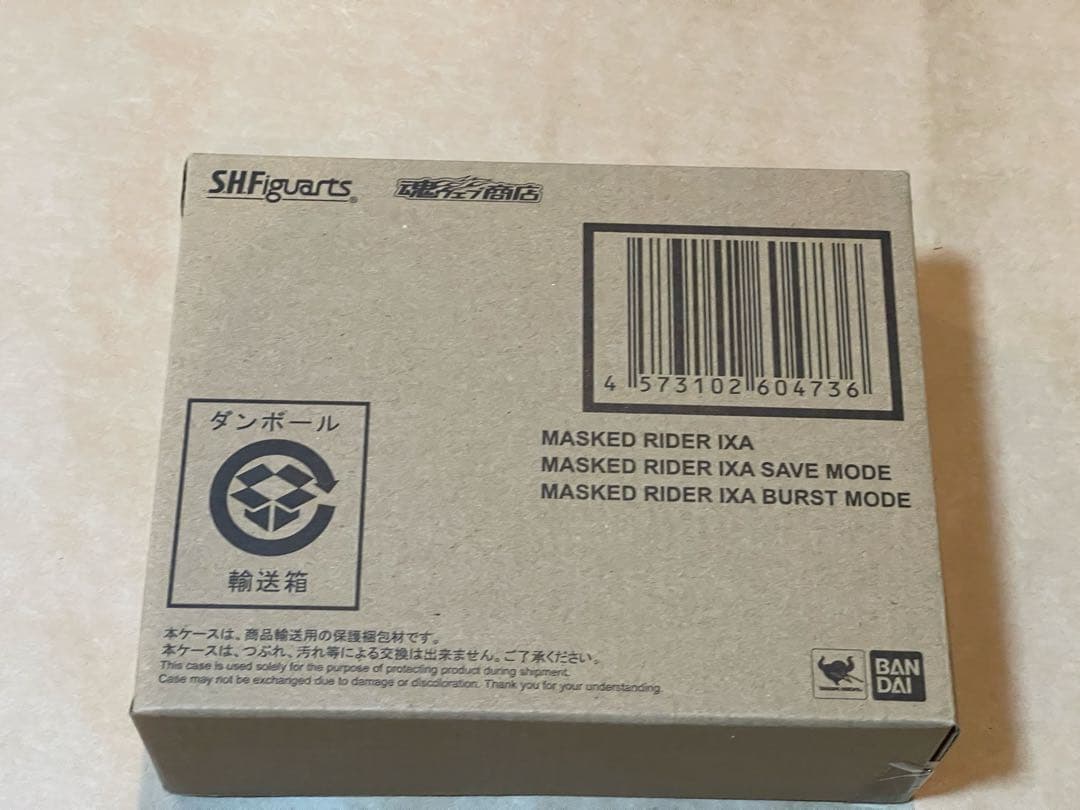 S.H.Figuarts®
魂ウェブ商店
4 573102 604736
MASKED RIDER IXA
MASKED RIDER IXA SAVE MODE
MASKED RIDER IXA BURST MODE
ダンボール
輸送箱
本ケースは、商品輸送用の保護梱包材です。
本ケースは、つぶれ、汚れ等による交換は出来ません。ご了承ください。
This case is used solely for the purpose of protecting product during shipment.
Case may not be exchanged due to damage or discoloration. Thank you for your understanding.
BAN
DAI